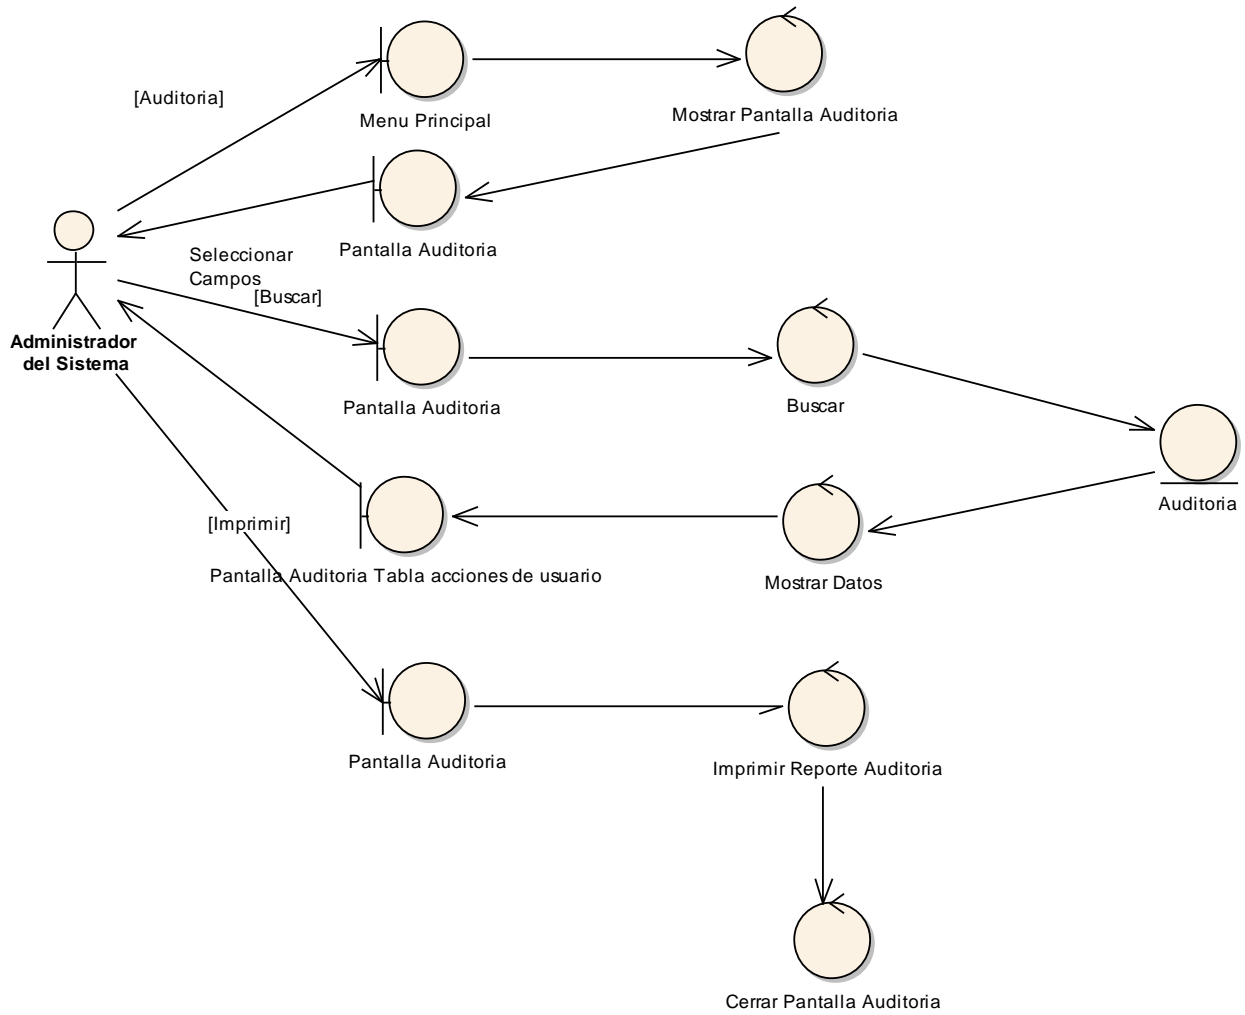 [Auditoria]
Menu Principal
Mostrar Pantalla Auditoria
Pantalla Auditoria
Seleccionar
Campos
[Buscar]
Administrador
del Sistema
Pantalla Auditoria
Buscar
Auditoria
[Imprimir]
Pantalla Auditoria Tabla acciones de usuario
Mostrar Datos
Pantalla Auditoria
Imprimir Reporte Auditoria
Cerrar Pantalla Auditoria